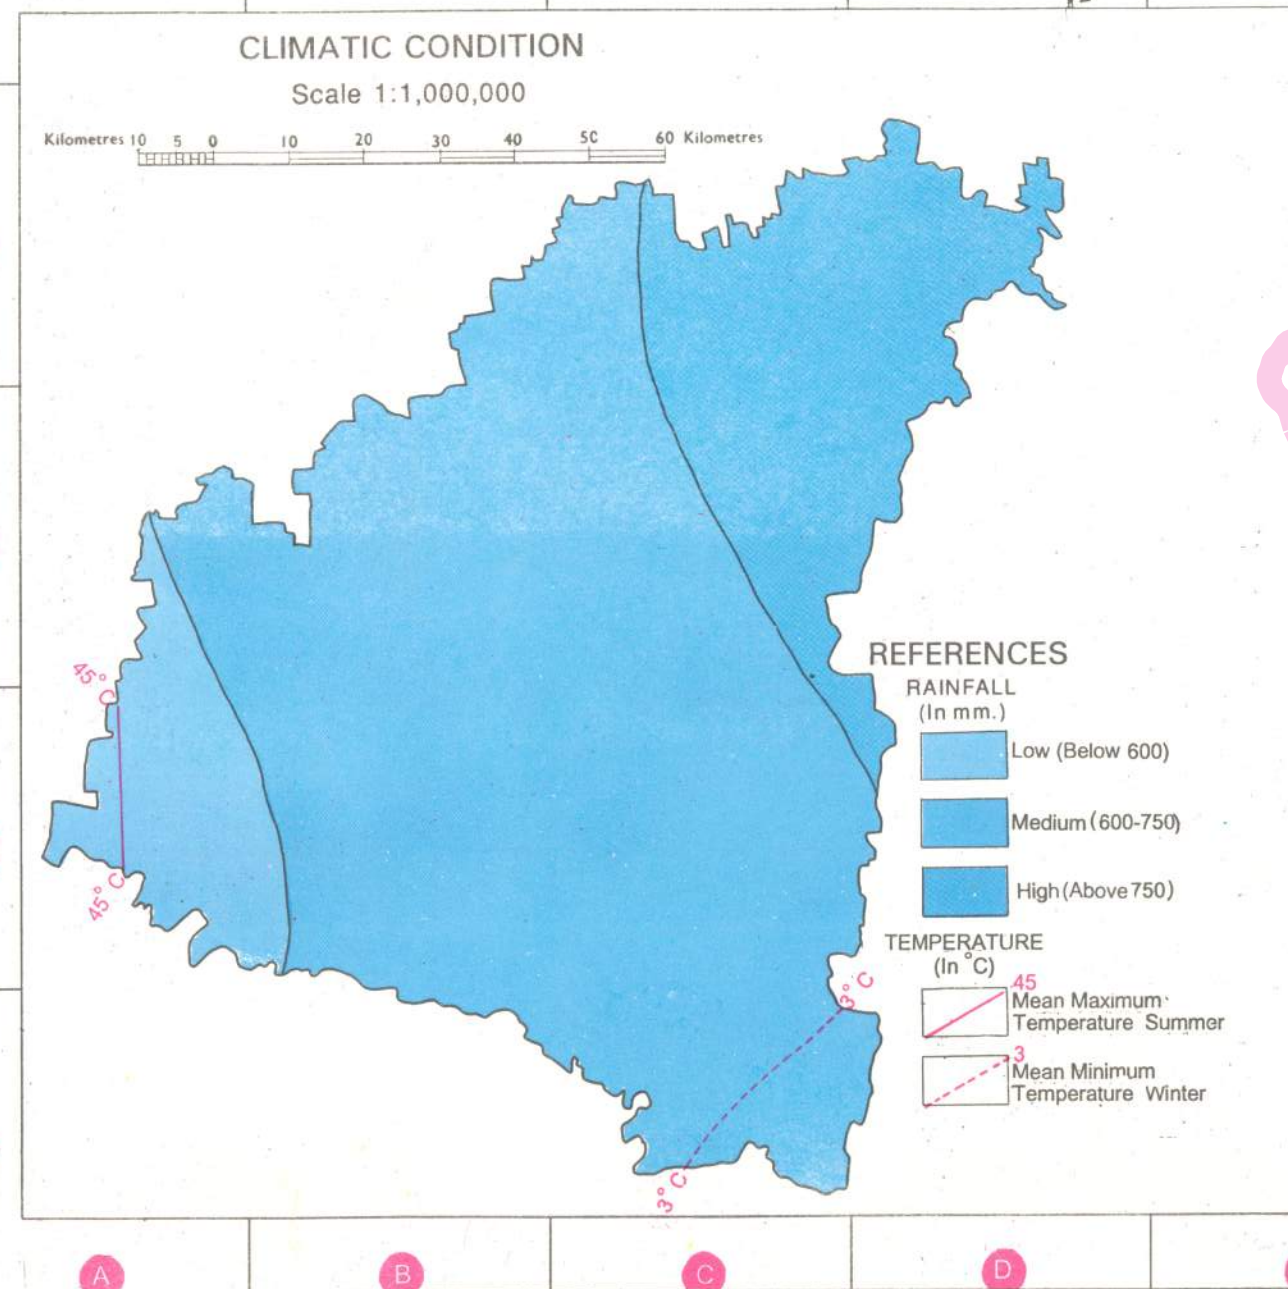 CLIMATIC CONDITION
Scale 1:1,000,000
Kilometres 10 5 0 10 20 30 40 50 60 Kilometres
45° C
45° C
3° C
3° C
REFERENCES
RAINFALL
(In mm.)
Low (Below 600)
Medium (600-750)
High (Above 750)
TEMPERATURE
(In °C)
45
Mean Maximum
Temperature Summer
3
Mean Minimum
Temperature Winter
A B C D